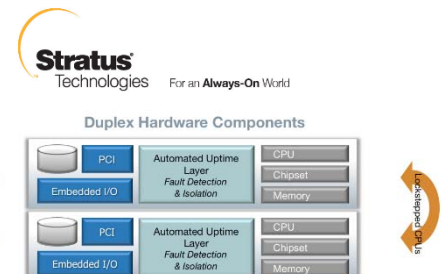 Stratus
Technologies
For an Always-On World
Duplex Hardware Components
PCI
Embedded I/O
Automated Uptime
Layer
Fault Detection
& Isolation
CPU
Chipset
Memory
PCI
Embedded I/O
Automated Uptime
Layer
Fault Detection
& Isolation
CPU
Chipset
Memory
Lockstepped CPUs